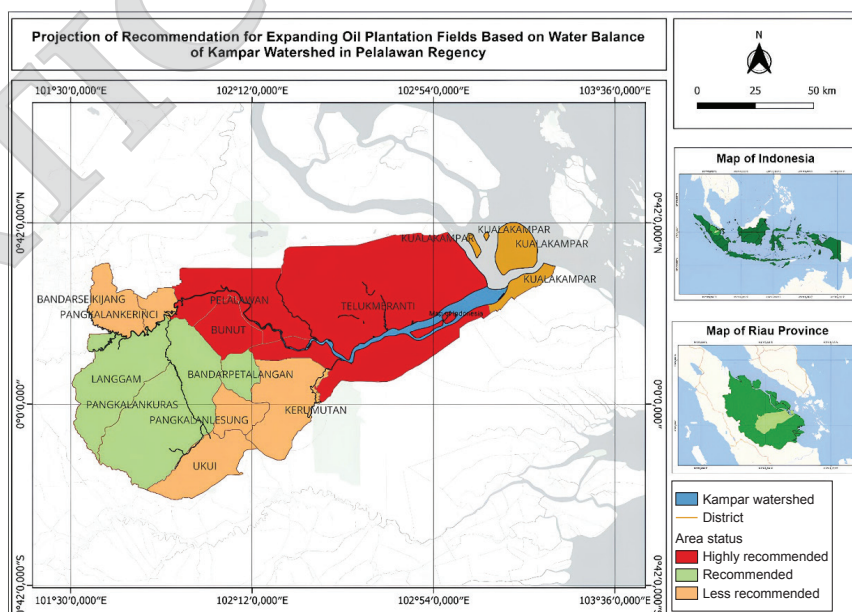 Projection of Recommendation for Expanding Oil Plantation Fields Based on Water Balance
of Kampar Watershed in Pelalawan Regency
N
0 25 50 km
101°30'0,000"E 102°12'0,000"E 102°54'0,000"E 103°36'0,000"E
0°42'0,000"N
0°42'0,000"N
KUALAKAMPAR
KUALAKAMPAR
KUALAKAMPAR
KUALAKAMPAR
BANDARSEIKIJANG
PELALAWAN
TELUKMERANTI
PANGKALANKERINCI
Map of Indonesia
BUNUT
LANGGAM
BANDARPETALANGAN
PANGKALANKURAS
KERUMUTAN
PANGKALANLESUNG
UKUI
0°0'0,000"
0°0'0,000"
0°42'0,000"S
0°42'0,000"S
101°30'0,000"E 102°12'0,000"E 102°54'0,000"E 103°36'0,000"E
Map of Indonesia
Map of Riau Province
Kampar watershed
District
Area status
Highly recommended
Recommended
Less recommended